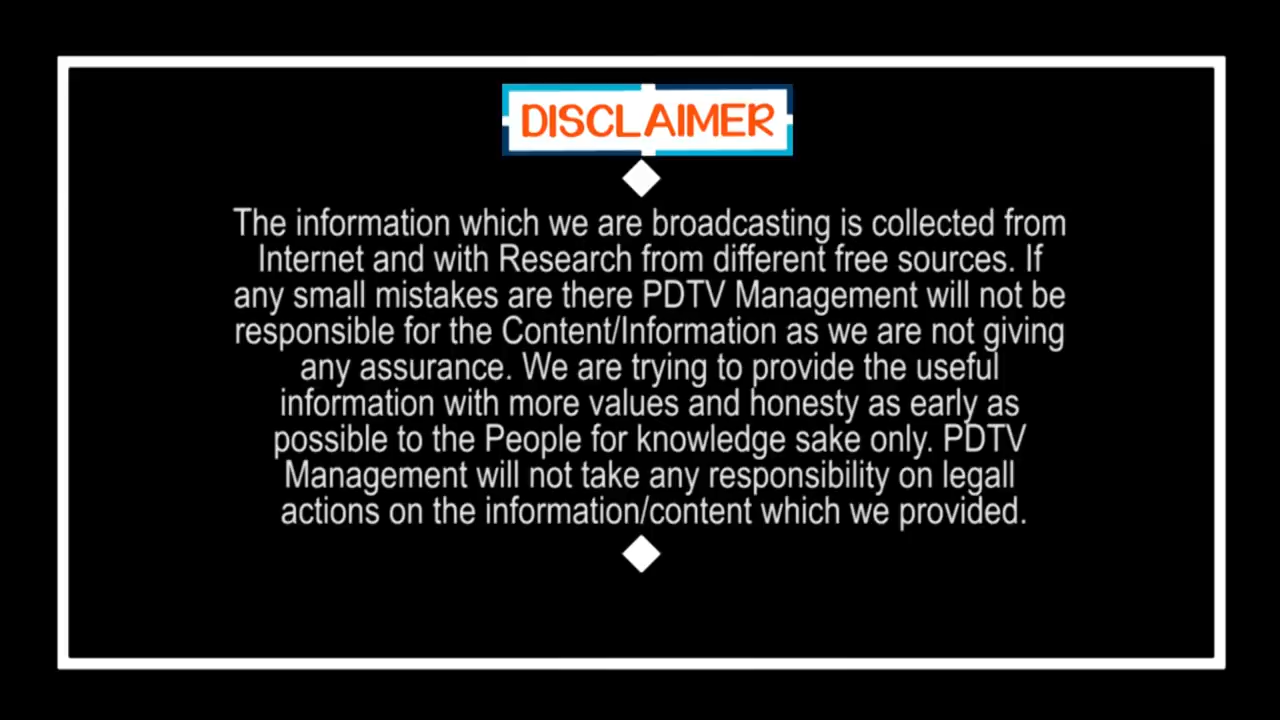 DISCLAIMER
The information which we are broadcasting is collected from
Internet and with Research from different free sources. If
any small mistakes are there PDTV Management will not be
responsible for the Content/Information as we are not giving
any assurance. We are trying to provide the useful
information with more values and honesty as early as
possible to the People for knowledge sake only. PDTV
Management will not take any responsibility on legall
actions on the information/content which we provided.